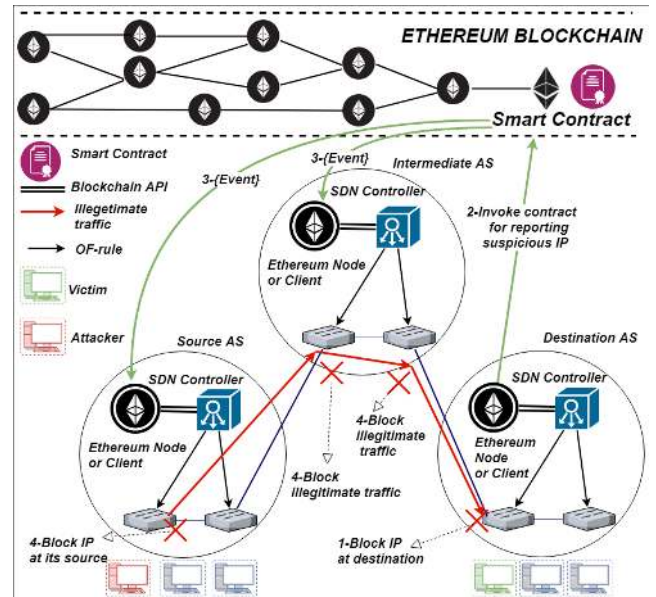 ETHEREUM BLOCKCHAIN
Smart Contract
Smart Contract
Blockchain API
Illegetimate
traffic
OF-rule
Victim
Attacker
3-{Event}
3-{Event}
Intermediate AS
SDN Controller
Ethereum Node
or Client
2-Invoke contract
for reporting
suspicious IP
Source AS
SDN Controller
Ethereum Node
or Client
Destination AS
SDN Controller
Ethereum
Node
or Client
4-Block
illegitimate
traffic
4-Block
illegitimate traffic
4-Block IP
at its source
1-Block IP
at destination